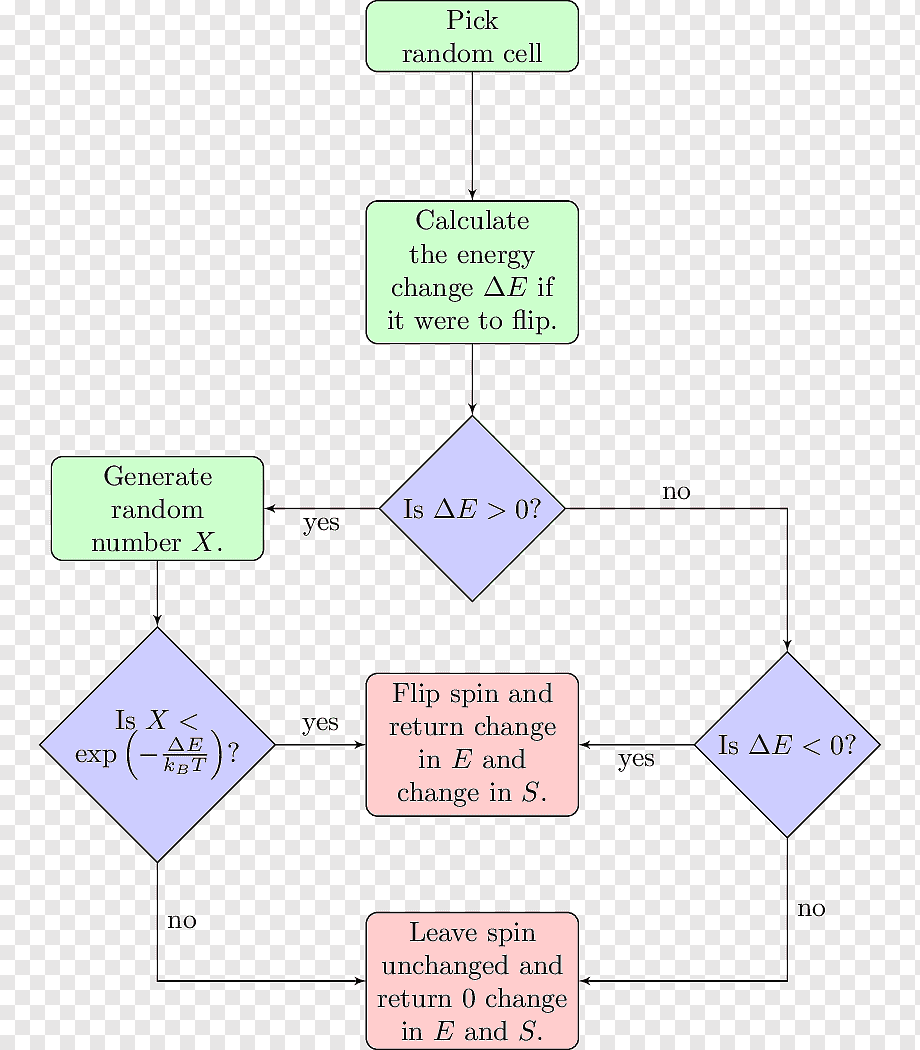 Pick
random cell
Calculate
the energy
change ΔE if
it were to flip.
Is ΔE > 0?
yes
no
Generate
random
number X.
Is X <
exp(−ΔE/k_BT)?
yes
Flip spin and
return change
in E and
change in S.
yes
Is ΔE < 0?
no
no
Leave spin
unchanged and
return 0 change
in E and S.